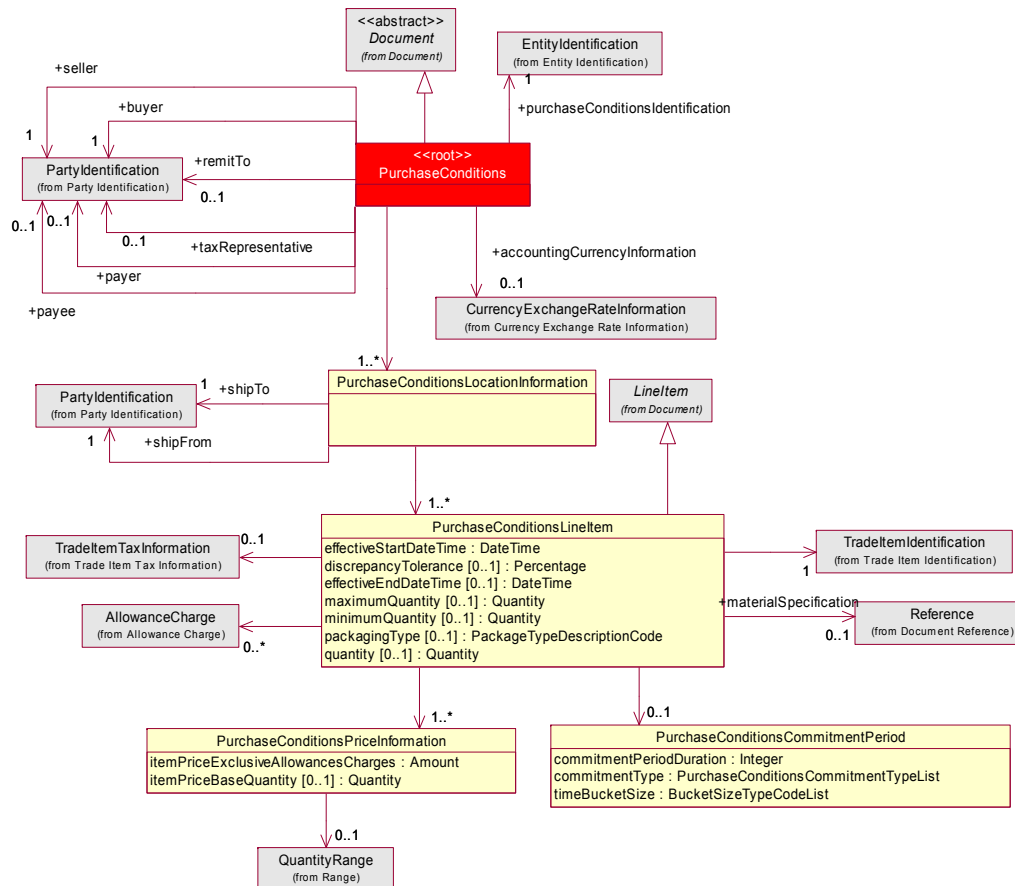 <<abstract>>
Document
(from Document)
EntityIdentification
(from Entity Identification)
1
+purchaseConditionsIdentification
+seller
+buyer
1
1
+remitTo
<<root>>
PurchaseConditions
PartyIdentification
(from Party Identification)
0..1
0..1
0..1
0..1
+taxRepresentative
+payer
+payee
+accountingCurrencyInformation
0..1
CurrencyExchangeRateInformation
(from Currency Exchange Rate Information)
1..*
PurchaseConditionsLocationInformation
LineItem
(from Document)
PartyIdentification
(from Party Identification)
1
+shipTo
1
+shipFrom
1..*
PurchaseConditionsLineItem
effectiveStartDateTime : DateTime
discrepancyTolerance [0..1] : Percentage
effectiveEndDateTime [0..1] : DateTime
maximumQuantity [0..1] : Quantity
minimumQuantity [0..1] : Quantity
packagingType [0..1] : PackageTypeDescriptionCode
quantity [0..1] : Quantity
TradeItemTaxInformation
(from Trade Item Tax Information)
0..1
TradeItemIdentification
(from Trade Item Identification)
1
AllowanceCharge
(from Allowance Charge)
0..*
+materialSpecification
Reference
(from Document Reference)
0..1
1..*
0..1
PurchaseConditionsPriceInformation
itemPriceExclusiveAllowancesCharges : Amount
itemPriceBaseQuantity [0..1] : Quantity
PurchaseConditionsCommitmentPeriod
commitmentPeriodDuration : Integer
commitmentType : PurchaseConditionsCommitmentTypeList
timeBucketSize : BucketSizeTypeCodeList
0..1
QuantityRange
(from Range)